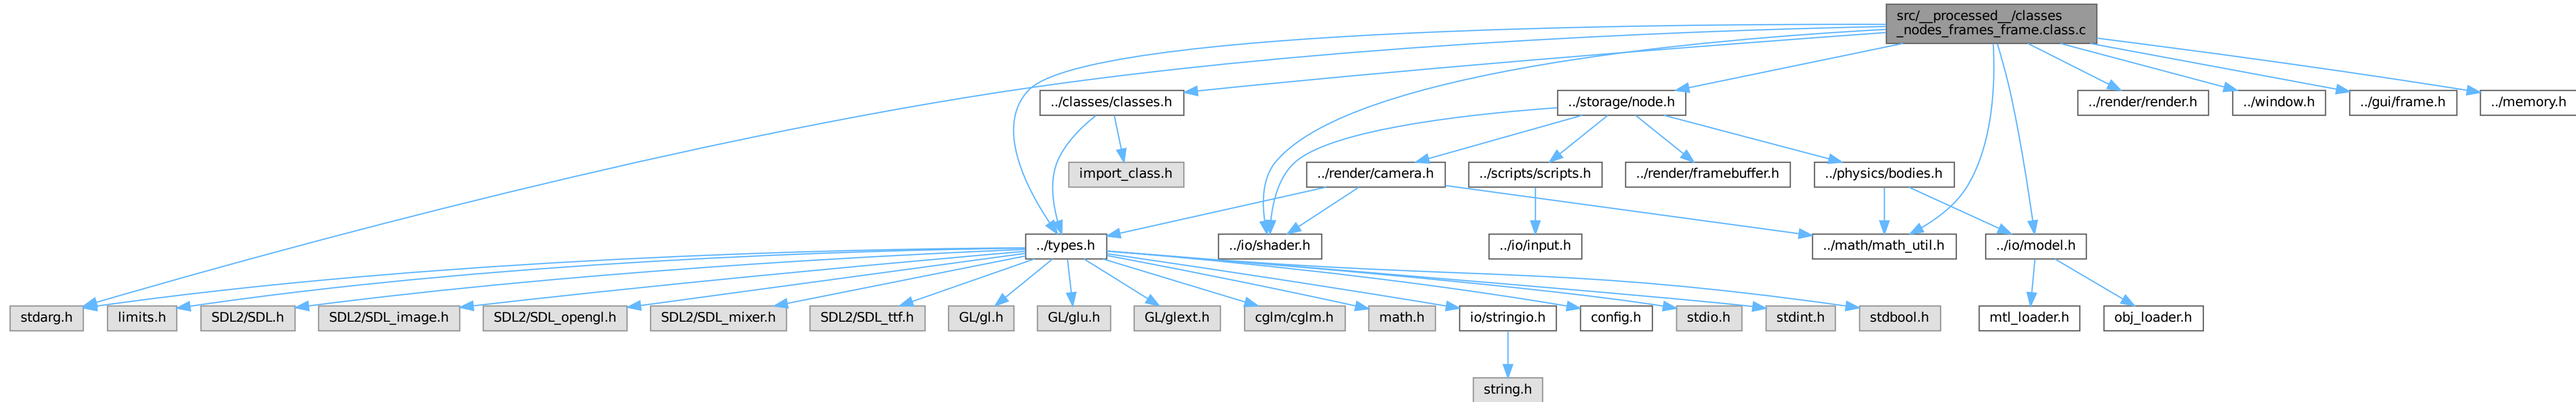 src/__processed__/classes
_nodes_frames_frame.class.c
../classes/classes.h
../storage/node.h
../render/render.h
../window.h
../gui/frame.h
../memory.h
import_class.h
../render/camera.h
../scripts/scripts.h
../render/framebuffer.h
../physics/bodies.h
../types.h
../io/shader.h
../io/input.h
../math/math_util.h
../io/model.h
stdarg.h
limits.h
SDL2/SDL.h
SDL2/SDL_image.h
SDL2/SDL_opengl.h
SDL2/SDL_mixer.h
SDL2/SDL_ttf.h
GL/gl.h
GL/glu.h
GL/glext.h
cglm/cglm.h
math.h
io/stringio.h
config.h
stdio.h
stdint.h
stdbool.h
mtl_loader.h
obj_loader.h
string.h